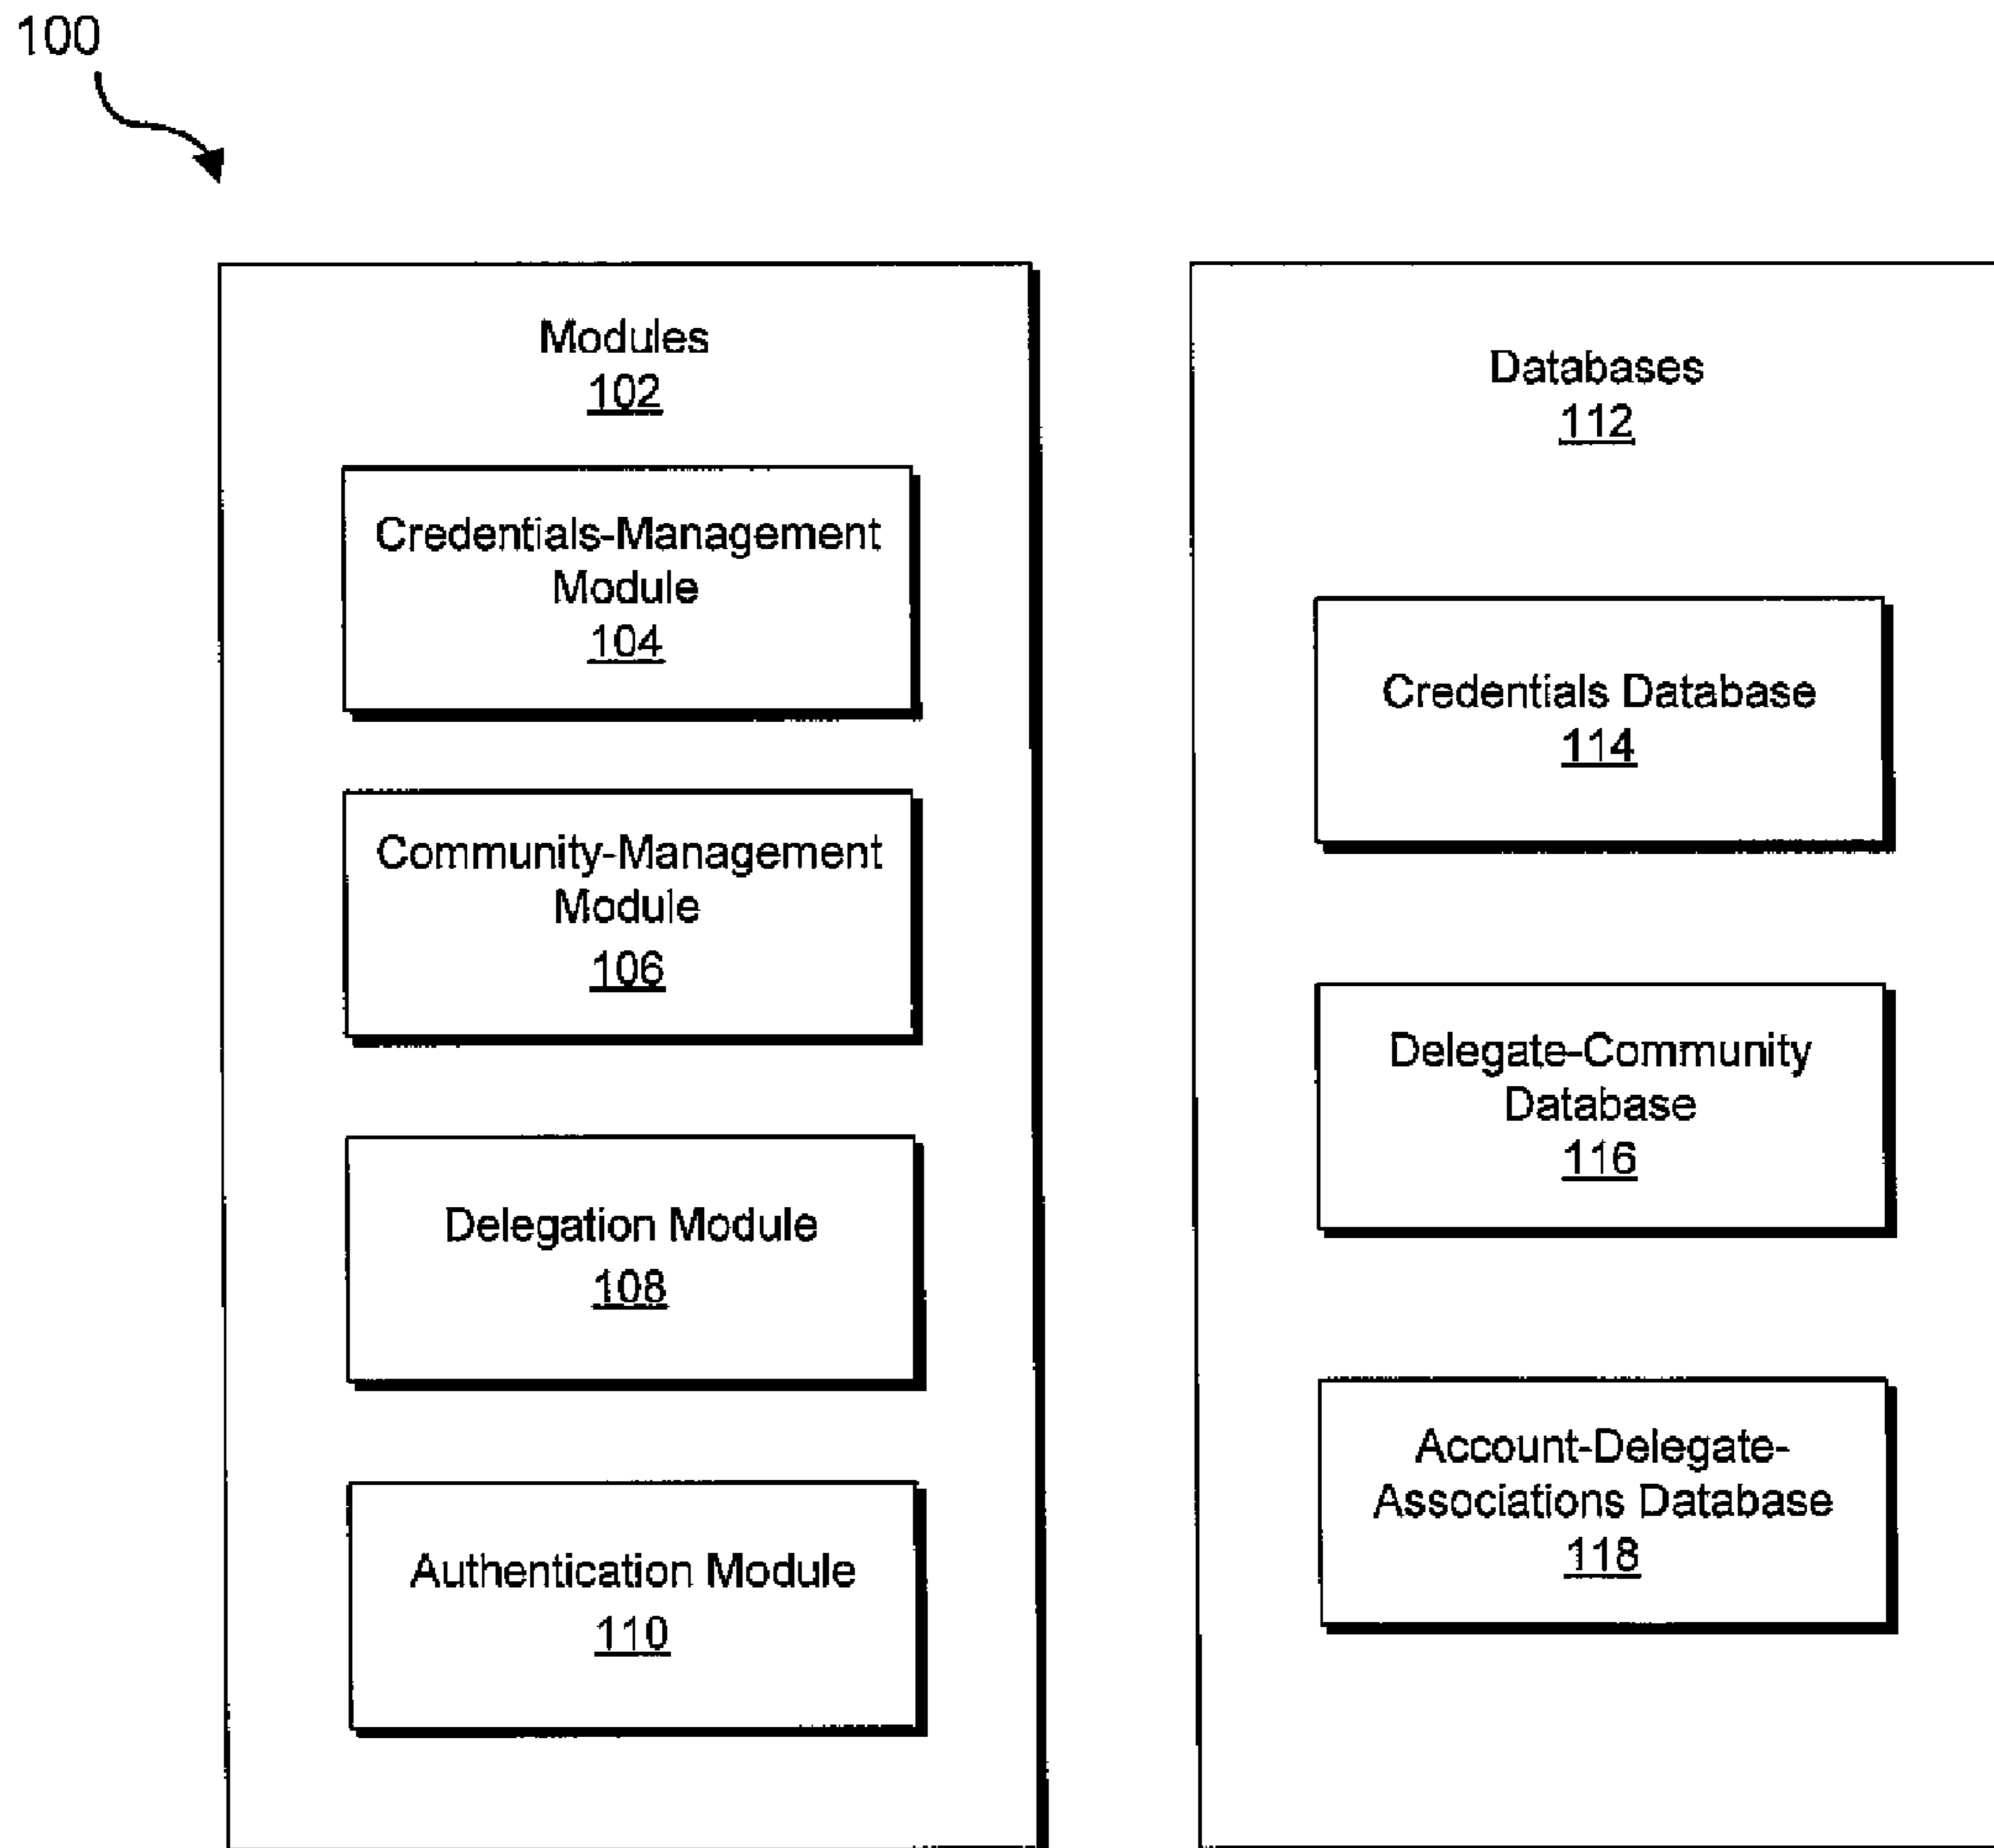 100
Modules
102
Credentials-Management
Module
104
Community-Management
Module
106
Delegation Module
108
Authentication Module
110
Databases
112
Credentials Database
114
Delegate-Community
Database
116
Account-Delegate-
Associations Database
118